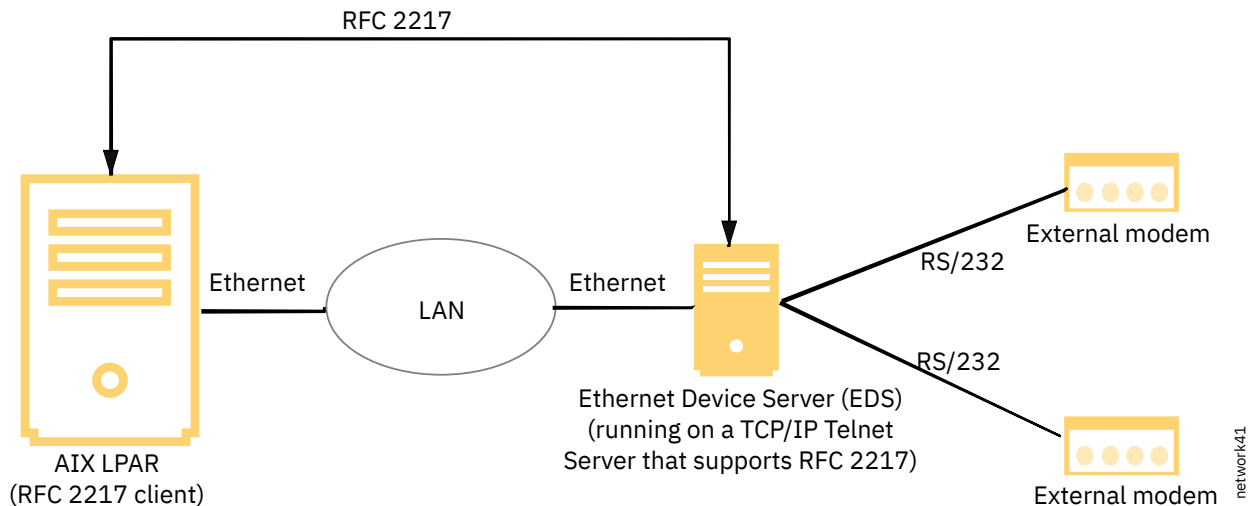 RFC 2217
Ethernet
LAN
Ethernet
RS/232
External modem
RS/232
External modem
AIX LPAR
(RFC 2217 client)
Ethernet Device Server (EDS)
(running on a TCP/IP Telnet
Server that supports RFC 2217)
network41